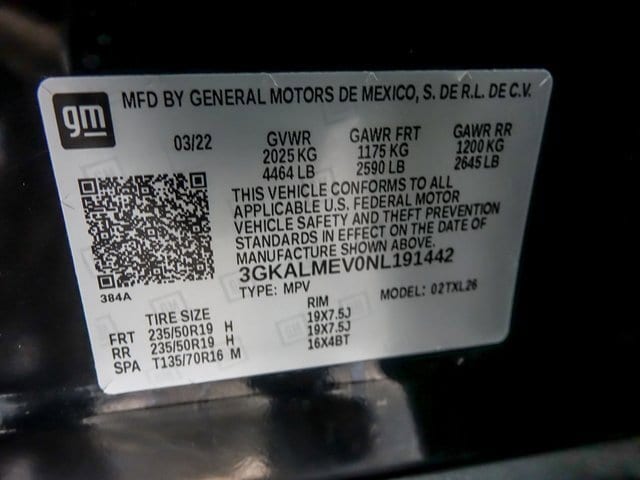 gm
MFD BY GENERAL MOTORS DE MEXICO, S. DE R.L. DE C.V.
03/22 GVWR GAWR FRT GAWR RR
2025 KG 1175 KG 1200 KG
4464 LB 2590 LB 2645 LB
THIS VEHICLE CONFORMS TO ALL
APPLICABLE U.S. FEDERAL MOTOR
VEHICLE SAFETY AND THEFT PREVENTION
STANDARDS IN EFFECT ON THE DATE OF
MANUFACTURE SHOWN ABOVE.
3GKALMEV0NL191442
384A
TYPE: MPV MODEL: 02TXL26
TIRE SIZE RIM
FRT 235/50R19 H 19X7.5J
RR 235/50R19 H 19X7.5J
SPA T135/70R16 M 16X4BT